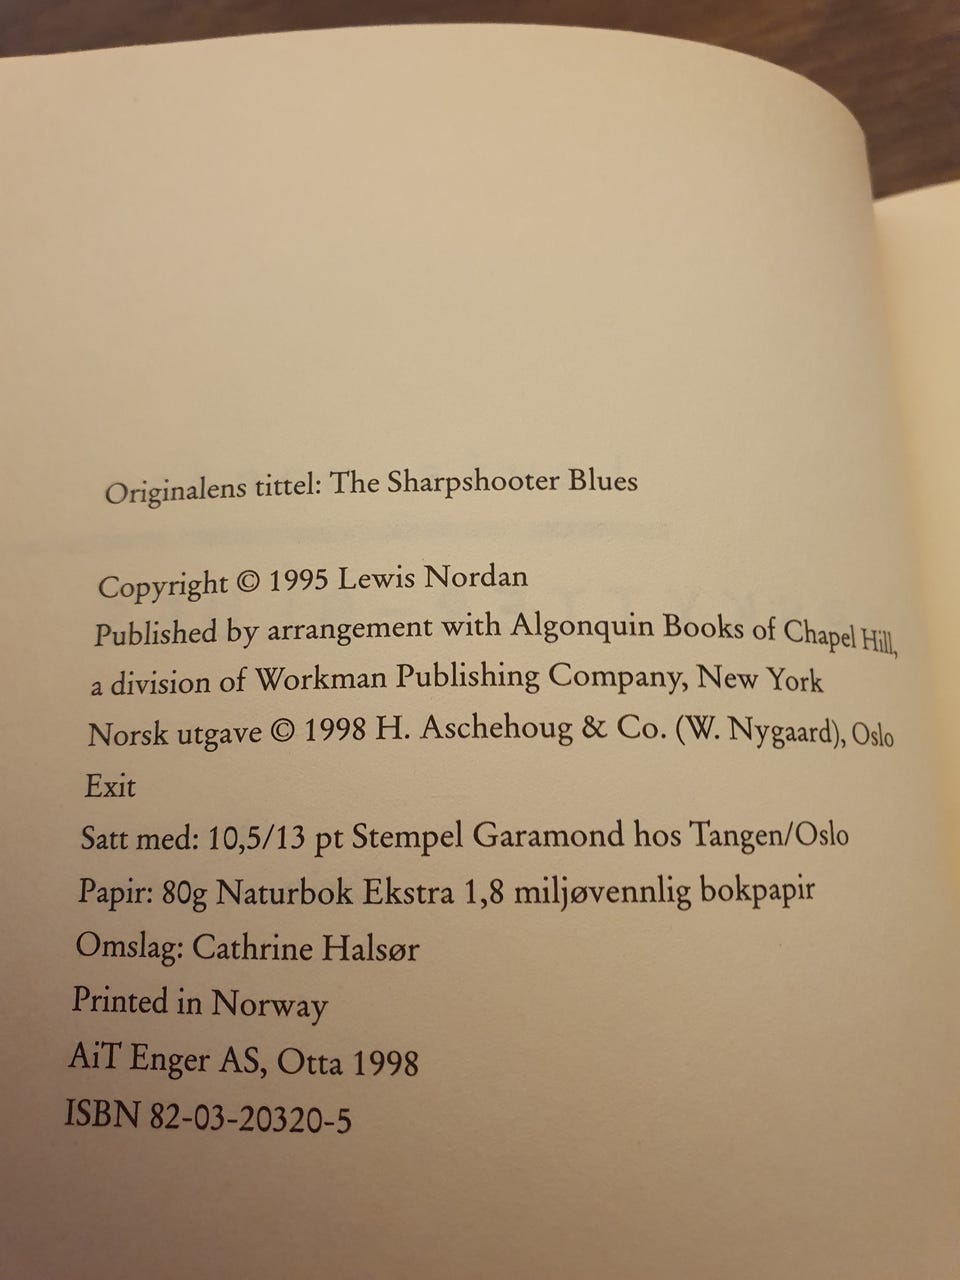 Originalens tittel: The Sharpshooter Blues
Copyright © 1995 Lewis Nordan
Published by arrangement with Algonquin Books of Chapel Hill,
a division of Workman Publishing Company, New York
Norsk utgave © 1998 H. Aschehoug & Co. (W. Nygaard), Oslo
Exit
Satt med: 10,5/13 pt Stempel Garamond hos Tangen/Oslo
Papir: 80g Naturbok Ekstra 1,8 miljøvennlig bokpapir
Omslag: Cathrine Halsør
Printed in Norway
AiT Enger AS, Otta 1998
ISBN 82-03-20320-5